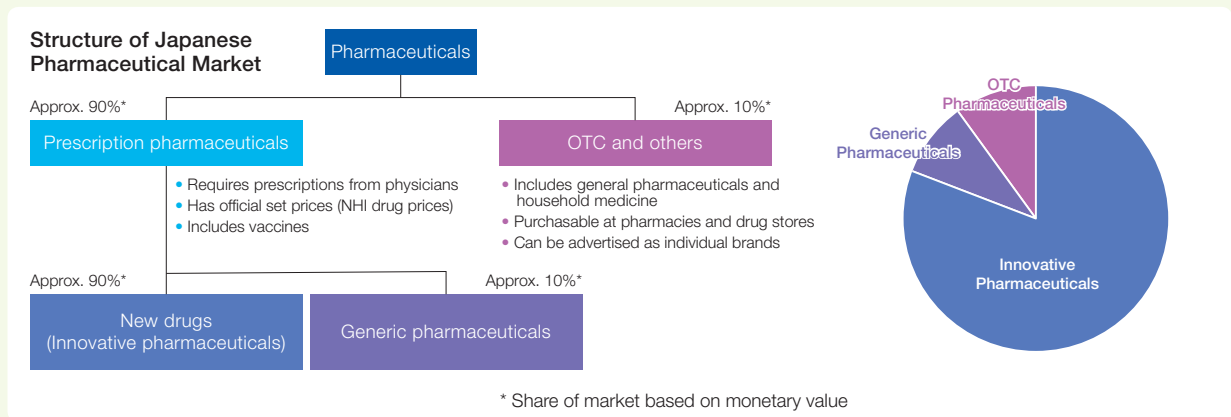 Structure of Japanese
Pharmaceutical Market
Pharmaceuticals
Approx. 90%*
Approx. 10%*
Prescription pharmaceuticals
OTC and others
• Requires prescriptions from physicians
• Has official set prices (NHI drug prices)
• Includes vaccines
• Includes general pharmaceuticals and
household medicine
• Purchasable at pharmacies and drug stores
• Can be advertised as individual brands
Approx. 90%*
Approx. 10%*
New drugs
(Innovative pharmaceuticals)
Generic pharmaceuticals
OTC
Pharmaceuticals
Generic
Pharmaceuticals
Innovative
Pharmaceuticals
* Share of market based on monetary value